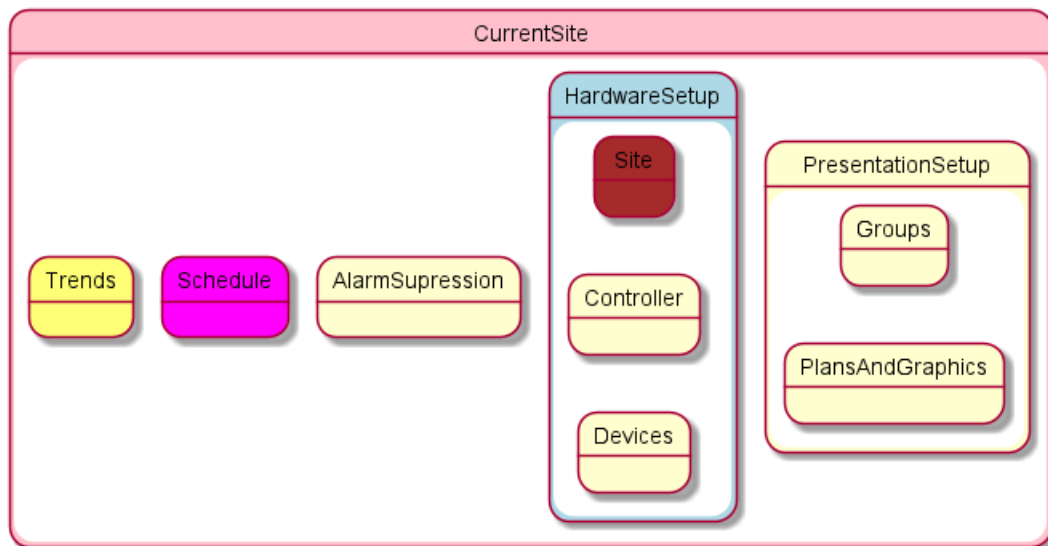 CurrentSite
HardwareSetup
Site
Controller
Devices
PresentationSetup
Groups
PlansAndGraphics
Trends
Schedule
AlarmSupression